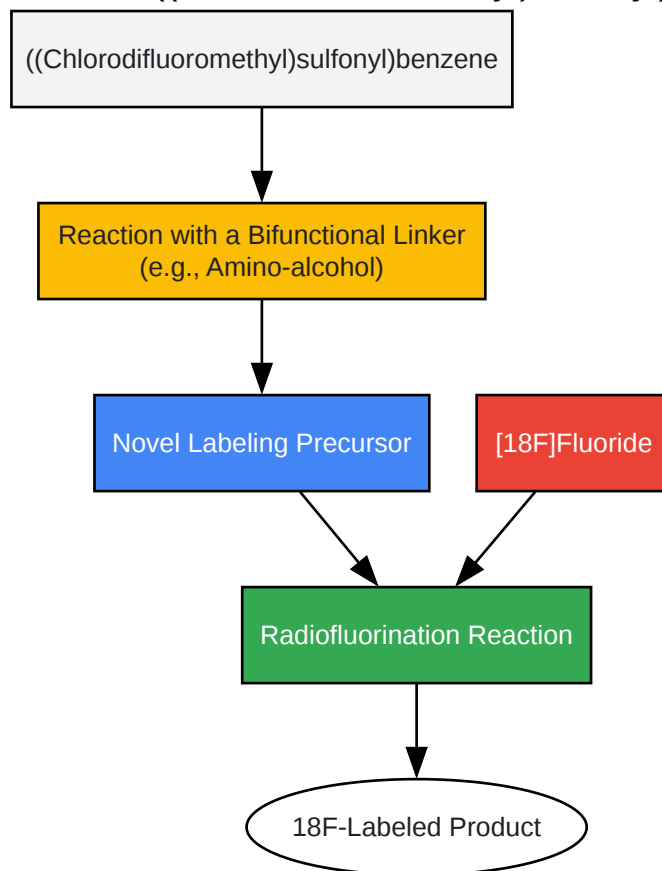 ((Chlorodifluoromethyl)sulfonyl)benzene
Reaction with a Bifunctional Linker
(e.g., Amino-alcohol)
Novel Labeling Precursor
[18F]Fluoride
Radiofluorination Reaction
18F-Labeled Product